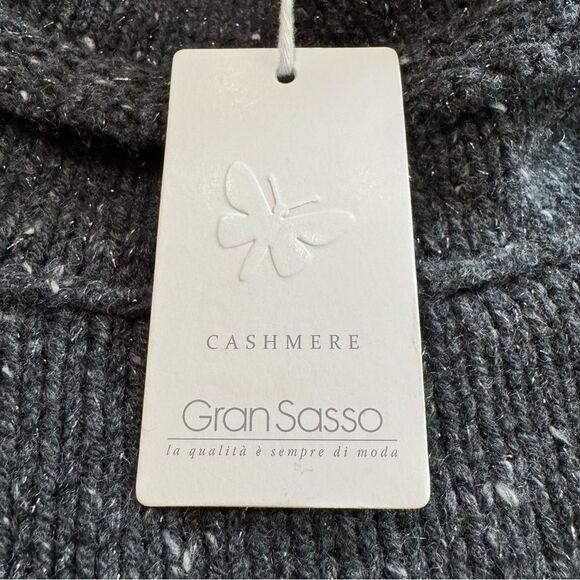 CASHMERE
Gran Sasso
la qualità è sempre di moda